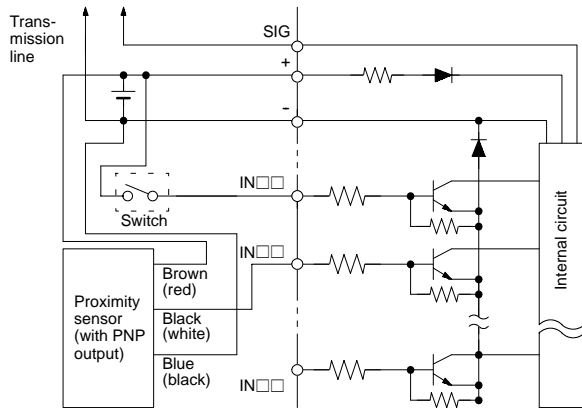 Trans-
mission
line
SIG
+
-
IN□□
Switch
IN□□
Brown
(red)
Proximity
sensor
(with PNP
output)
Black
(white)
Blue
(black)
IN□□
Internal circuit